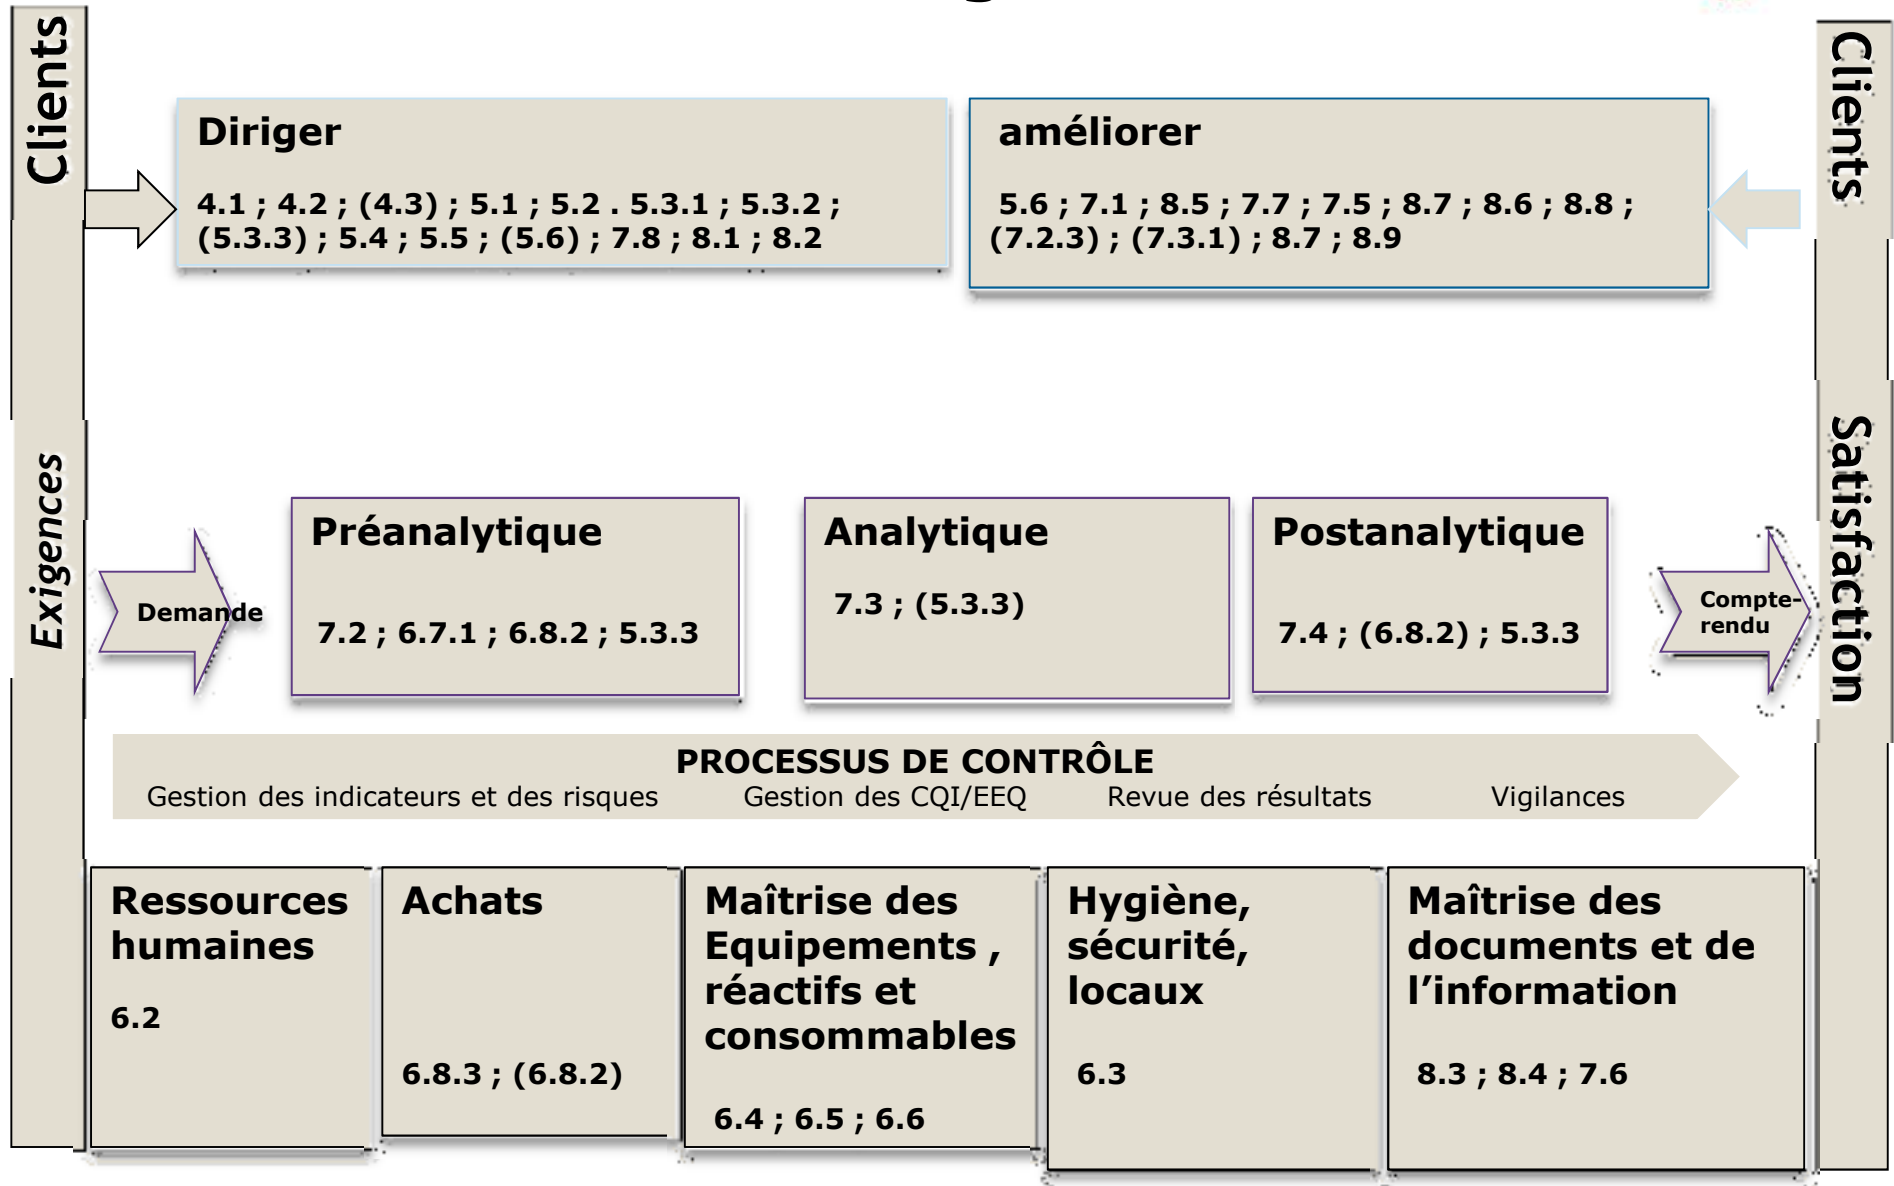 Clients
Exigences
Diriger
4.1 ; 4.2 ; (4.3) ; 5.1 ; 5.2 . 5.3.1 ; 5.3.2 ;
(5.3.3) ; 5.4 ; 5.5 ; (5.6) ; 7.8 ; 8.1 ; 8.2
améliorer
5.6 ; 7.1 ; 8.5 ; 7.7 ; 7.5 ; 8.7 ; 8.6 ; 8.8 ;
(7.2.3) ; (7.3.1) ; 8.7 ; 8.9
Clients
Satisfaction
Demande
Préanalytique
7.2 ; 6.7.1 ; 6.8.2 ; 5.3.3
Analytique
7.3 ; (5.3.3)
Postanalytique
7.4 ; (6.8.2) ; 5.3.3
Compte-
rendu
PROCESSUS DE CONTRÔLE
Gestion des indicateurs et des risques Gestion des CQI/EEQ Revue des résultats Vigilances
Ressources
humaines
6.2
Achats
6.8.3 ; (6.8.2)
Maîtrise des
Equipements ,
réactifs et
consommables
6.4 ; 6.5 ; 6.6
Hygiène,
sécurité,
locaux
6.3
Maîtrise des
documents et de
l’information
8.3 ; 8.4 ; 7.6